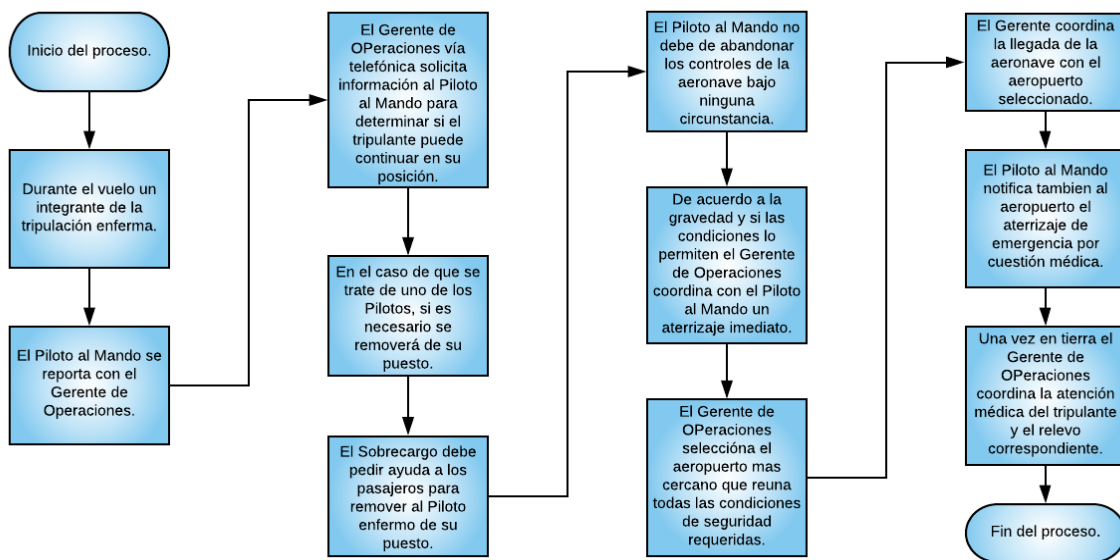 Inicio del proceso.
Durante el vuelo un
integrante de la
tripulación enferma.
El Piloto al Mando se
reporta con el
Gerente de
Operaciones.
El Gerente de
OPeraciones vía
telefónica solicita
información al Piloto
al Mando para
determinar si el
tripulante puede
continuar en su
posición.
En el caso de que se
trate de uno de los
Pilotos, si es
necesario se
removerá de su
puesto.
El Sobrecargo debe
pedir ayuda a los
pasajeros para
remover al Piloto
enfermo de su
puesto.
El Piloto al Mando no
debe de abandonar
los controles de la
aeronave bajo
ninguna
circunstancia.
De acuerdo a la
gravedad y si las
condiciones lo
permiten el Gerente
de Operaciones
coordina con el Piloto
al Mando un
aterrizaje imediato.
El Gerente de
OPeraciones
seleccióna el
aeropuerto mas
cercano que reuna
todas las condiciones
de seguridad
requeridas.
El Gerente coordina
la llegada de la
aeronave con el
aeropuerto
seleccionado.
El Piloto al Mando
notifica tambien al
aeropuerto el
aterrizaje de
emergencia por
cuestión médica.
Una vez en tierra el
Gerente de
OPeraciones
coordina la atención
médica del tripulante
y el relevo
correspondiente.
Fin del proceso.